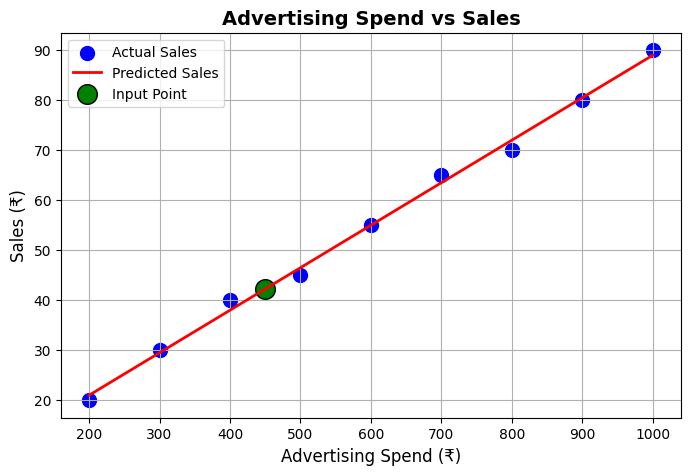 Advertising Spend vs Sales
Actual Sales
Predicted Sales
Input Point
Sales (₹)
90
80
70
60
50
40
30
20
200 300 400 500 600 700 800 900 1000
Advertising Spend (₹)